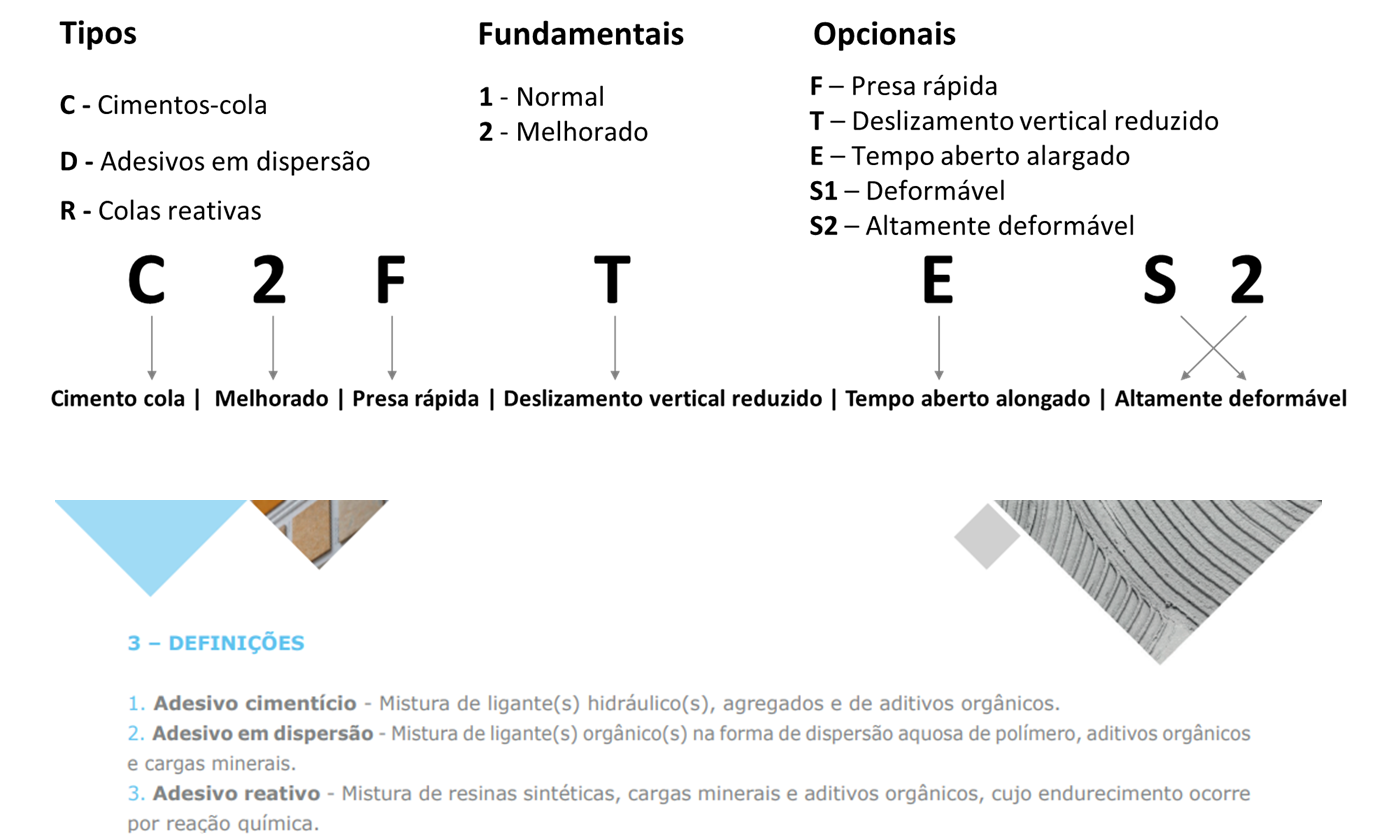 Tipos
Fundamentais
Opcionais
C - Cimentos-cola
D - Adesivos em dispersão
R - Colas reativas
1 - Normal
2 - Melhorado
F – Presa rápida
T – Deslizamento vertical reduzido
E – Tempo aberto alargado
S1 – Deformável
S2 – Altamente deformável
C 2 F T E S 2
Cimento cola | Melhorado | Presa rápida | Deslizamento vertical reduzido | Tempo aberto alongado | Altamente deformável
3 – DEFINIÇÕES
1. Adesivo cimentício - Mistura de ligante(s) hidráulico(s), agregados e de aditivos orgânicos.
2. Adesivo em dispersão - Mistura de ligante(s) orgânico(s) na forma de dispersão aquosa de polímero, aditivos orgânicos
e cargas minerais.
3. Adesivo reativo - Mistura de resinas sintéticas, cargas minerais e aditivos orgânicos, cujo endurecimento ocorre
por reação química.